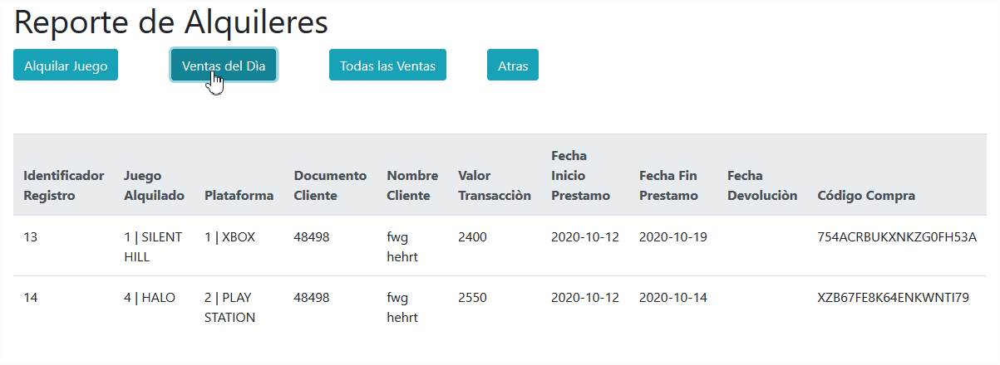 Reporte de Alquileres
Alquilar Juego Ventas del Dìa Todas las Ventas Atras
Identificador Registro Juego Alquilado Plataforma Documento Cliente Nombre Cliente Valor Transacciòn Fecha Inicio Prestamo Fecha Fin Prestamo Fecha Devoluciòn Código Compra
13 1 | SILENT HILL 1 | XBOX 48498 fwg hehrt 2400 2020-10-12 2020-10-19 754ACRBUKXNKZG0FH53A
14 4 | HALO 2 | PLAY STATION 48498 fwg hehrt 2550 2020-10-12 2020-10-14 XZB67FE8K64ENKWNTI79